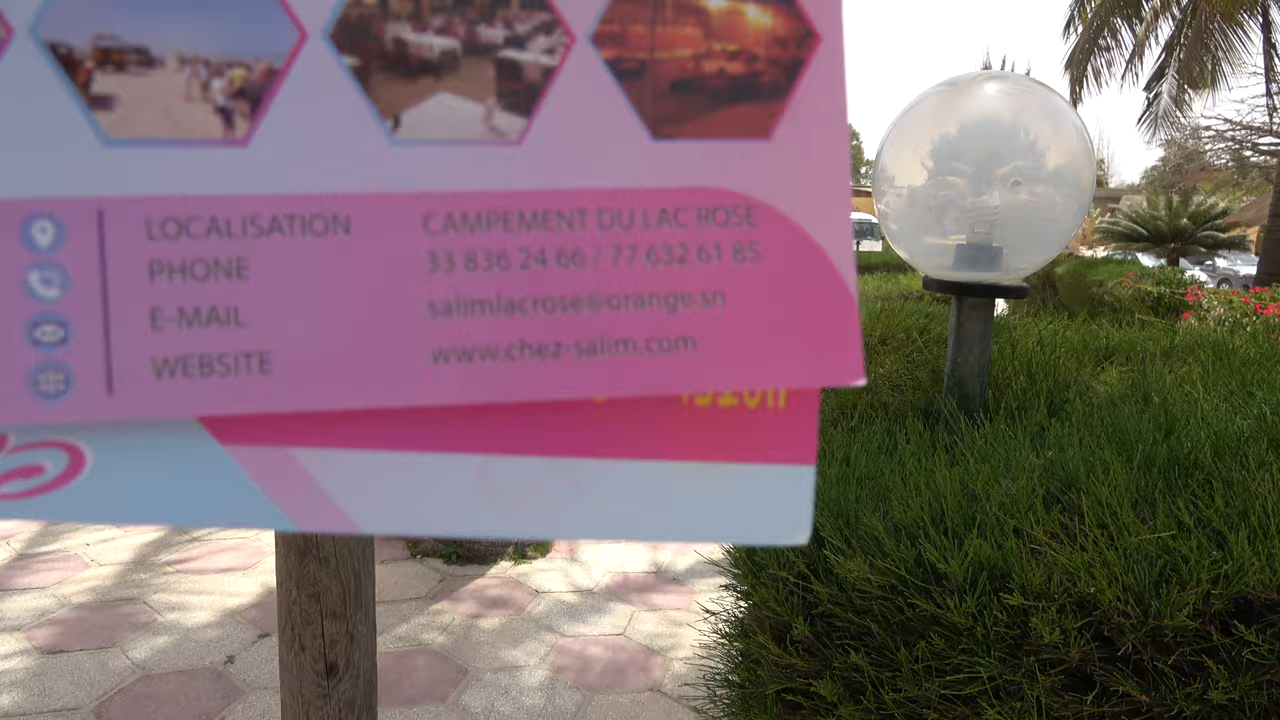 LOCALISATION CAMPEMENT DU LAC ROSE
PHONE 33 836 24 66 / 77 632 61 85
E-MAIL salimlacrose@orange.sn
WEBSITE www.chez-salim.com